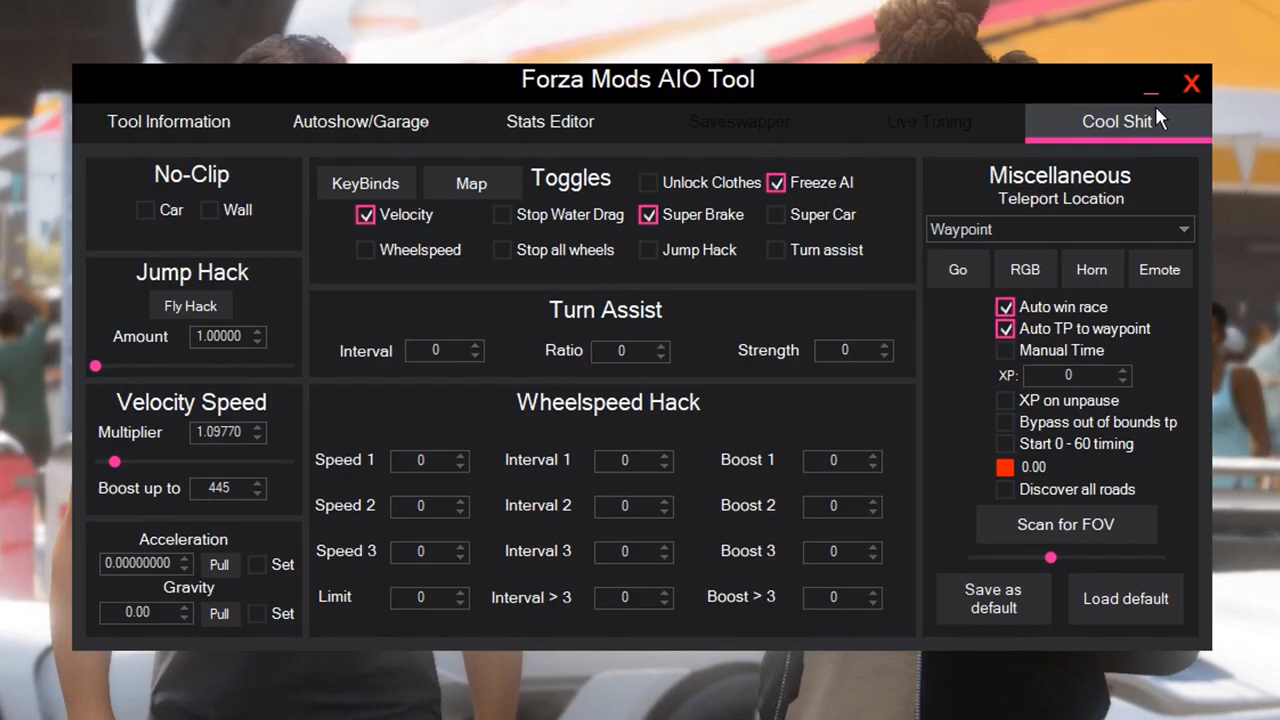 Forza Mods AIO Tool
_ X
Tool Information Autoshow/Garage Stats Editor Saveswapper Live Tuning Cool Shit
No-Clip
Car Wall
Jump Hack
Fly Hack
Amount 1.00000
Velocity Speed
Multiplier 1.09770
Boost up to 445
Acceleration
0.00000000 Pull Set
Gravity
0.00 Pull Set
KeyBinds Map Toggles Unlock Clothes Freeze AI
Velocity Stop Water Drag Super Brake Super Car
Wheelspeed Stop all wheels Jump Hack Turn assist
Turn Assist
Interval 0 Ratio 0 Strength 0
Wheelspeed Hack
Speed 1 0 Interval 1 0 Boost 1 0
Speed 2 0 Interval 2 0 Boost 2 0
Speed 3 0 Interval 3 0 Boost 3 0
Limit 0 Interval > 3 0 Boost > 3 0
Miscellaneous
Teleport Location
Waypoint
Go RGB Horn Emote
Auto win race
Auto TP to waypoint
Manual Time
XP: 0
XP on unpause
Bypass out of bounds tp
Start 0 - 60 timing
0.00
Discover all roads
Scan for FOV
Save as
default
Load default